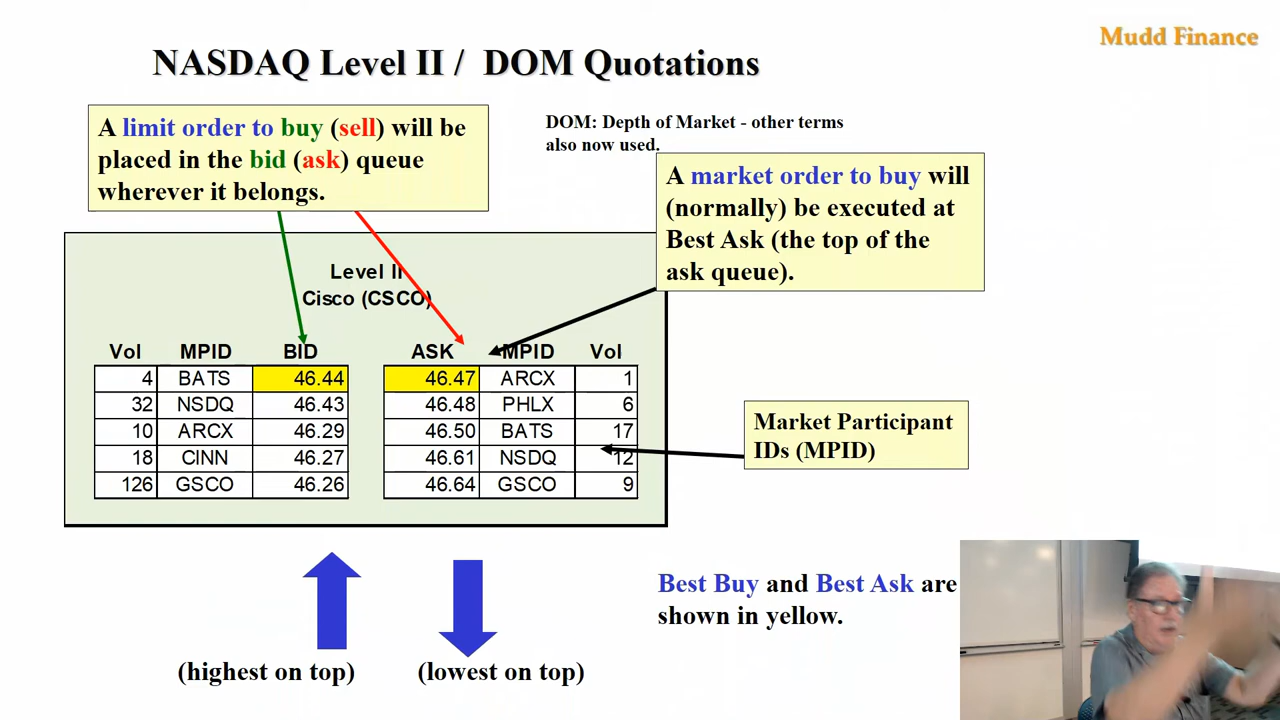 Mudd Finance
NASDAQ Level II / DOM Quotations
A limit order to buy (sell) will be
placed in the bid (ask) queue
wherever it belongs.
DOM: Depth of Market - other terms
also now used.
A market order to buy will
(normally) be executed at
Best Ask (the top of the
ask queue).
Level II
Cisco (CSCO)
Vol MPID BID ASK MPID Vol
4 BATS 46.44 46.47 ARCX 1
32 NSDQ 46.43 46.48 PHLX 6
10 ARCX 46.29 46.50 BATS 17
18 CINN 46.27 46.61 NSDQ 12
126 GSCO 46.26 46.64 GSCO 9
Market Participant
IDs (MPID)
Best Buy and Best Ask are
shown in yellow.
(highest on top) (lowest on top)